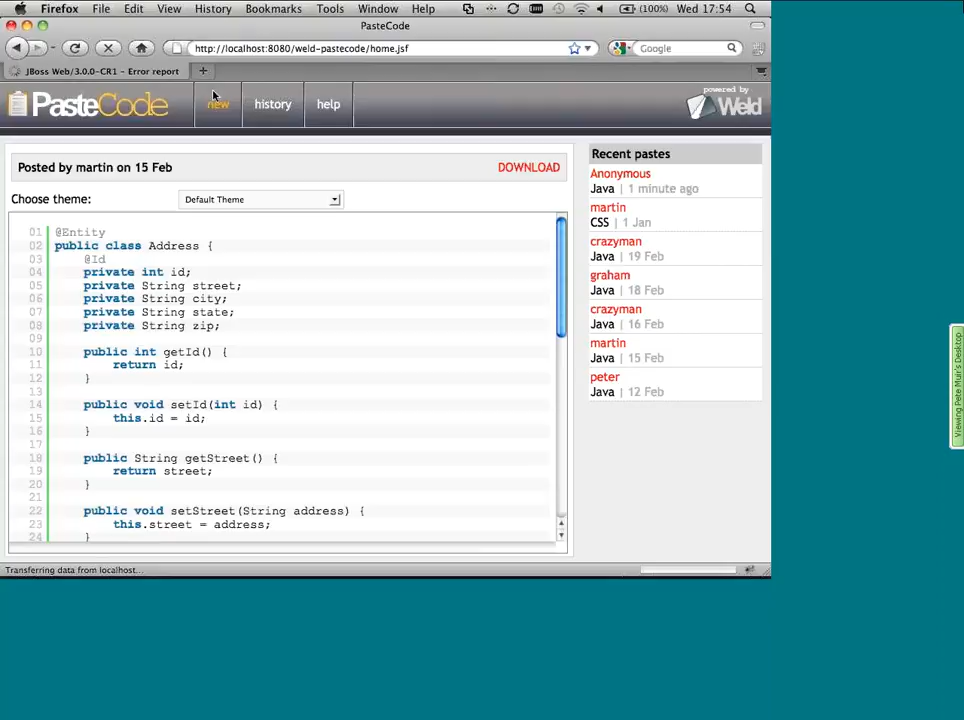 Firefox File Edit View History Bookmarks Tools Window Help (100%) Wed 17:54
PasteCode
http://localhost:8080/weld-pastecode/home.jsf Google
JBoss Web/3.0.0-CR1 - Error report
PasteCode new history help powered by Weld
Posted by martin on 15 Feb DOWNLOAD
Choose theme: Default Theme
01 @Entity
02 public class Address {
03 @Id
04 private int id;
05 private String street;
06 private String city;
07 private String state;
08 private String zip;
09
10 public int getId() {
11 return id;
12 }
13
14 public void setId(int id) {
15 this.id = id;
16 }
17
18 public String getStreet() {
19 return street;
20 }
21
22 public void setStreet(String address) {
23 this.street = address;
24 }
Recent pastes
Anonymous
Java | 1 minute ago
martin
CSS | 1 Jan
crazyman
Java | 19 Feb
graham
Java | 18 Feb
crazyman
Java | 16 Feb
martin
Java | 15 Feb
peter
Java | 12 Feb
Viewing Pete Muir's Desktop
Transferring data from localhost...